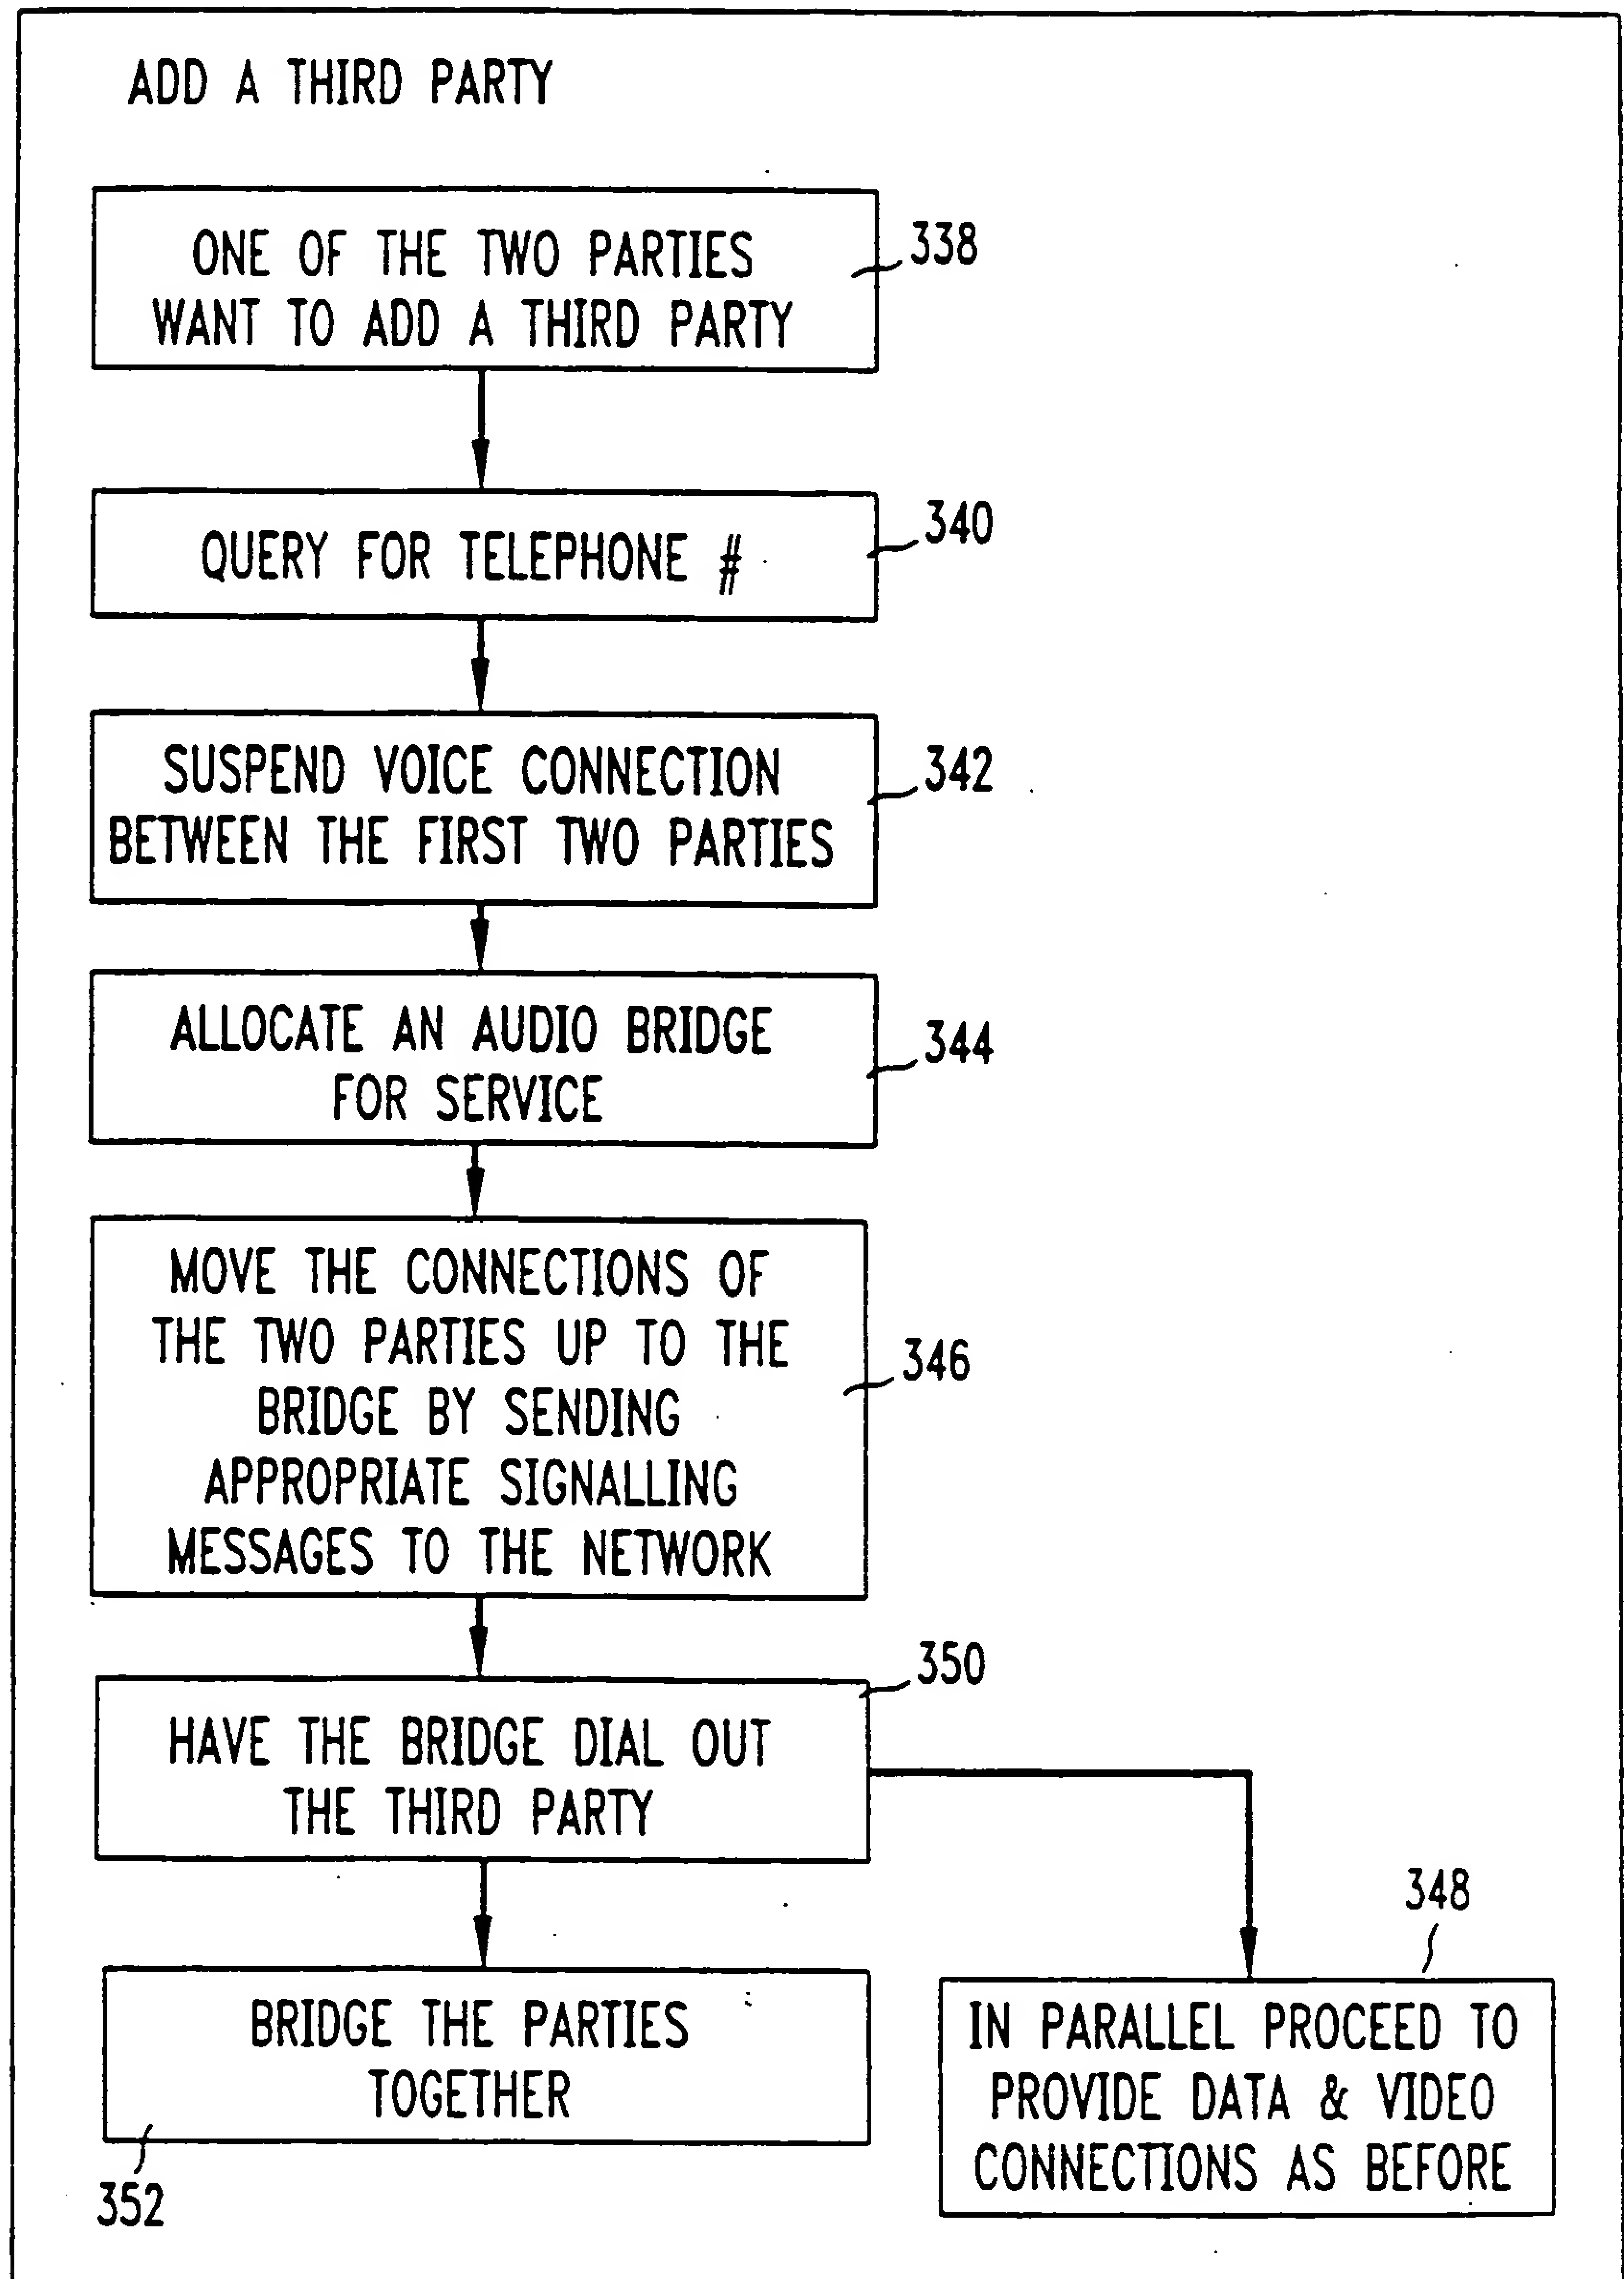 ADD A THIRD PARTY
ONE OF THE TWO PARTIES
WANT TO ADD A THIRD PARTY
338
QUERY FOR TELEPHONE #
340
SUSPEND VOICE CONNECTION
BETWEEN THE FIRST TWO PARTIES
342
ALLOCATE AN AUDIO BRIDGE
FOR SERVICE
344
MOVE THE CONNECTIONS OF
THE TWO PARTIES UP TO THE
BRIDGE BY SENDING
APPROPRIATE SIGNALLING
MESSAGES TO THE NETWORK
346
HAVE THE BRIDGE DIAL OUT
THE THIRD PARTY
350
BRIDGE THE PARTIES
TOGETHER
352
348
IN PARALLEL PROCEED TO
PROVIDE DATA & VIDEO
CONNECTIONS AS BEFORE